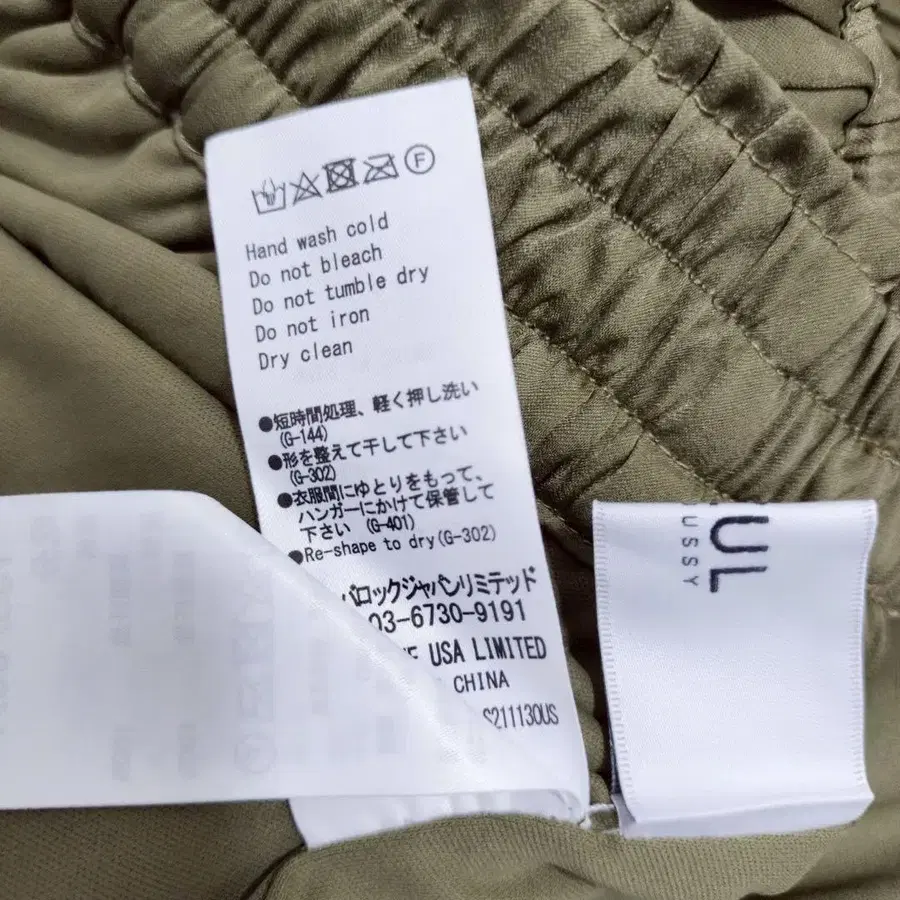 F
Hand wash cold
Do not bleach
Do not tumble dry
Do not iron
Dry clean
●短時間処理、軽く押し洗い
(G-144)
●形を整えて干して下さい
(G-302)
●衣服間にゆとりをもって、
ハンガーにかけて保管して
下さい (G-401)
●Re-shape to dry(G-302)
バロックジャパンリミテッド
03-6730-9191
USA LIMITED
CHINA
S211130US
UL
USSY